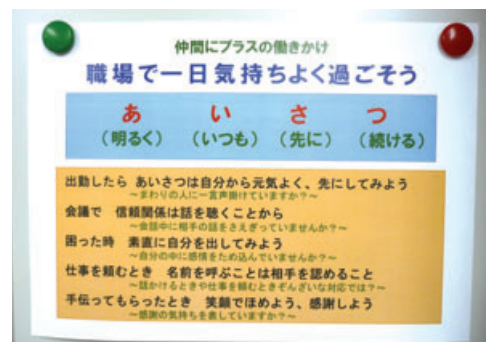 仲間にプラスの働きかけ
職場で一日気持ちよく過ごそう
あ い さ つ
（明るく） （いつも） （先に） （続ける）
出勤したら あいさつは自分から元気よく、先にしてみよう
～まわりの人に一言声掛けていますか？～
会議で 信頼関係は話を聴くことから
～会話中に相手の話をさえぎっていませんか？～
困った時 素直に自分を出してみよう
～自分の中に感情をため込んでいませんか？～
仕事を頼むとき 名前を呼ぶことは相手を認めること
～話かけるときや仕事を頼むときぞんざいな対応では？～
手伝ってもらったとき 笑顔でほめよう、感謝しよう
～感謝の気持ちを表していますか？～